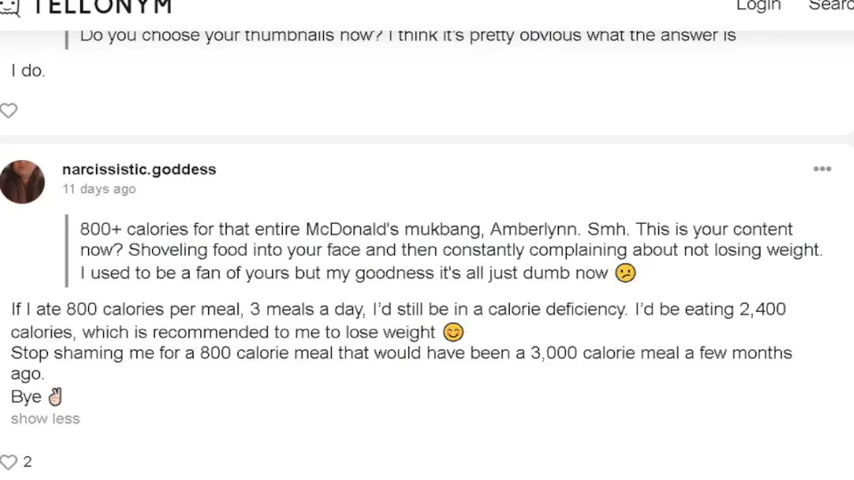 TELLONYM
Login
Searc
Do you choose your thumbnails now? I think it's pretty obvious what the answer is
I do.
narcissistic.goddess
11 days ago
800+ calories for that entire McDonald's mukbang, Amberlynn. Smh. This is your content
now? Shoveling food into your face and then constantly complaining about not losing weight.
I used to be a fan of yours but my goodness it's all just dumb now 😕
If I ate 800 calories per meal, 3 meals a day, I'd still be in a calorie deficiency. I'd be eating 2,400
calories, which is recommended to me to lose weight 😊
Stop shaming me for a 800 calorie meal that would have been a 3,000 calorie meal a few months
ago.
Bye ✌🏻
show less
2